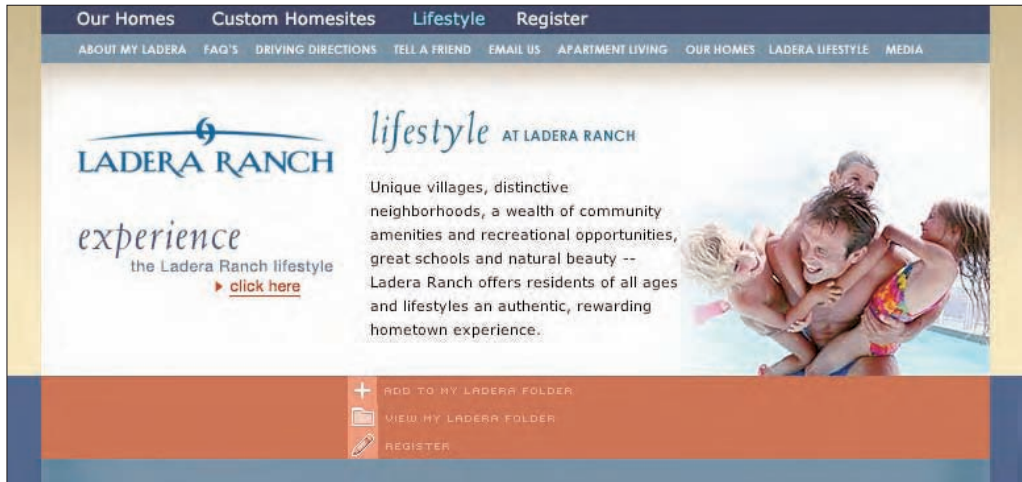 Our Homes Custom Homesites Lifestyle Register
ABOUT MY LADERA FAQ'S DRIVING DIRECTIONS TELL A FRIEND EMAIL US APARTMENT LIVING OUR HOMES LADERA LIFESTYLE MEDIA
LADERA RANCH
experience
the Ladera Ranch lifestyle
click here
lifestyle AT LADERA RANCH
Unique villages, distinctive
neighborhoods, a wealth of community
amenities and recreational opportunities,
great schools and natural beauty --
Ladera Ranch offers residents of all ages
and lifestyles an authentic, rewarding
hometown experience.
ADD TO MY LADERA FOLDER
VIEW MY LADERA FOLDER
REGISTER